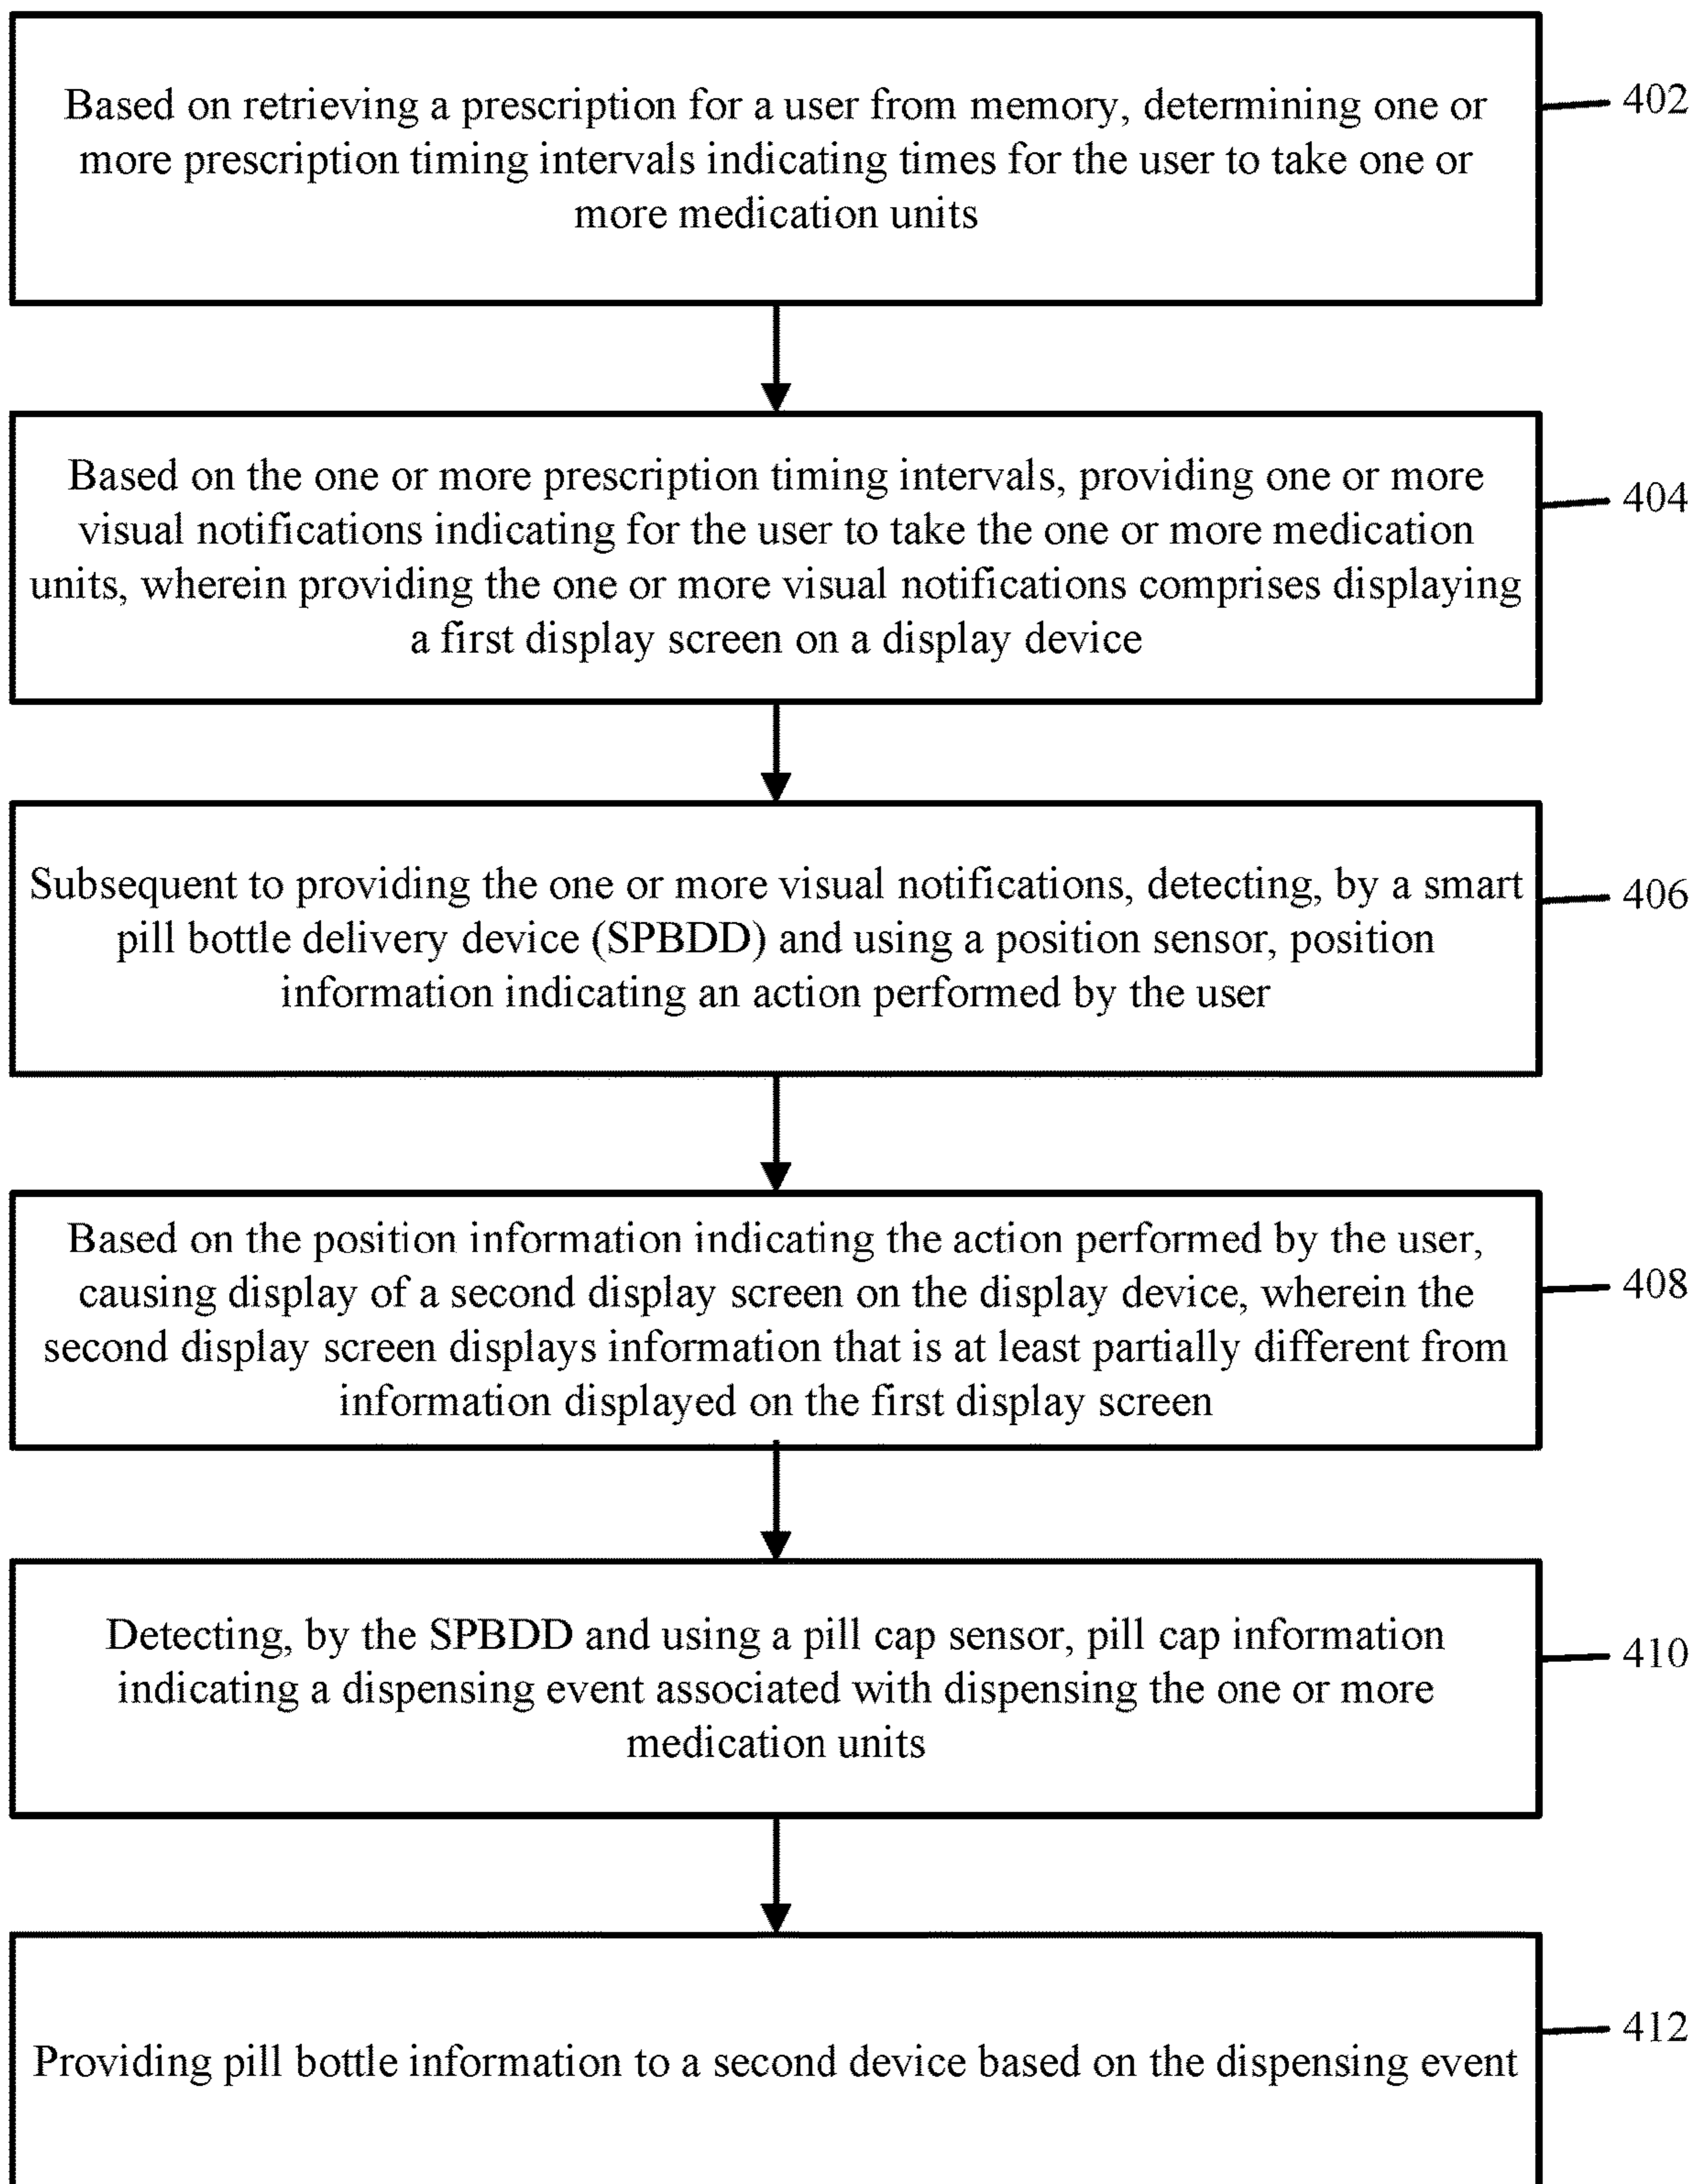 Based on retrieving a prescription for a user from memory, determining one or
more prescription timing intervals indicating times for the user to take one or
more medication units
402
Based on the one or more prescription timing intervals, providing one or more
visual notifications indicating for the user to take the one or more medication
units, wherein providing the one or more visual notifications comprises displaying
a first display screen on a display device
404
Subsequent to providing the one or more visual notifications, detecting, by a smart
pill bottle delivery device (SPBDD) and using a position sensor, position
information indicating an action performed by the user
406
Based on the position information indicating the action performed by the user,
causing display of a second display screen on the display device, wherein the
second display screen displays information that is at least partially different from
information displayed on the first display screen
408
Detecting, by the SPBDD and using a pill cap sensor, pill cap information
indicating a dispensing event associated with dispensing the one or more
medication units
410
Providing pill bottle information to a second device based on the dispensing event
412